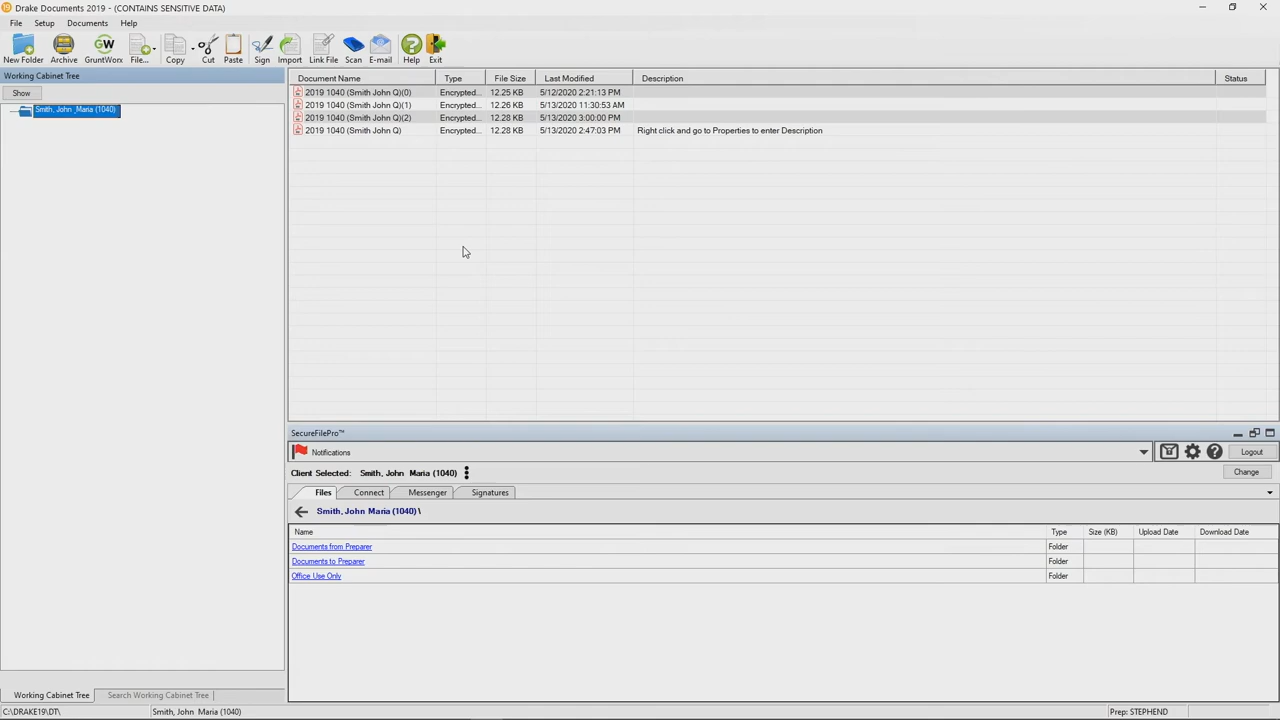 19 Drake Documents 2019 - (CONTAINS SENSITIVE DATA)
File Setup Documents Help
New Folder Archive GW GruntWorx File... Copy Cut Paste Sign Import Link File Scan E-mail Help Exit
Working Cabinet Tree
Show
Smith, John _Maria (1040)
Document Name Type File Size Last Modified Description Status
2019 1040 (Smith John Q)(0) Encrypted... 12.25 KB 5/12/2020 2:21:13 PM
2019 1040 (Smith John Q)(1) Encrypted... 12.26 KB 5/13/2020 11:30:53 AM
2019 1040 (Smith John Q)(2) Encrypted... 12.28 KB 5/13/2020 3:00:00 PM
2019 1040 (Smith John Q) Encrypted... 12.28 KB 5/13/2020 2:47:03 PM Right click and go to Properties to enter Description
SecureFilePro™
Notifications Logout
Client Selected: Smith, John Maria (1040) Change
Files Connect Messenger Signatures
Smith, John Maria (1040) \
Name Type Size (KB) Upload Date Download Date
Documents from Preparer Folder
Documents to Preparer Folder
Office Use Only Folder
Working Cabinet Tree Search Working Cabinet Tree
C:\DRAKE19\DT\ Smith, John Maria (1040) Prep: STEPHEND